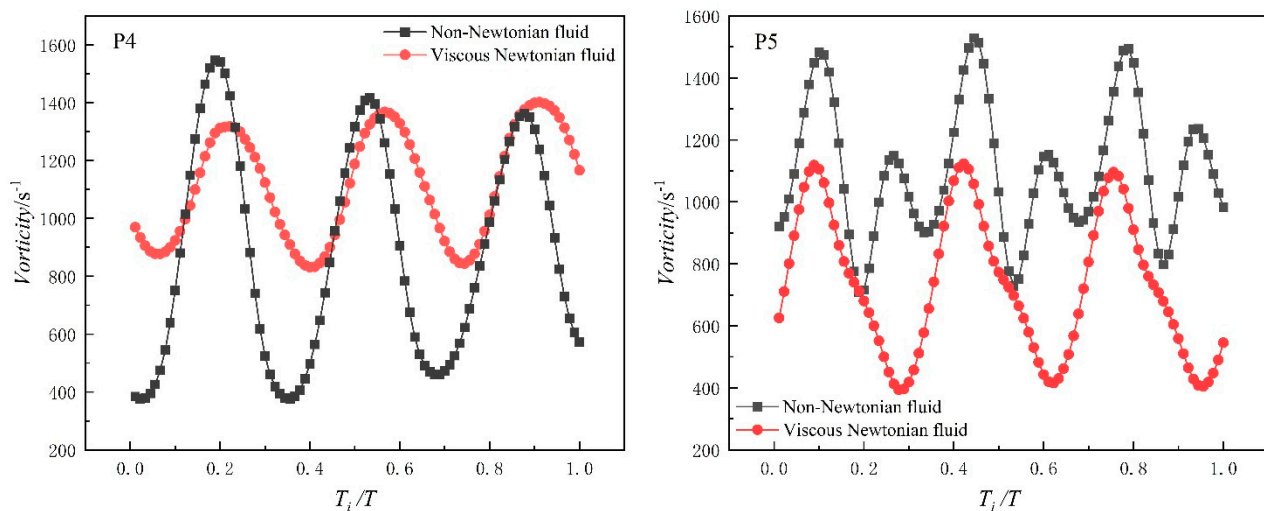 P4
Non-Newtonian fluid
Viscous Newtonian fluid
1600
1400
1200
1000
800
600
400
200
Vorticity/s⁻¹
0.0 0.2 0.4 0.6 0.8 1.0
Tᵢ /T
P5
1600
1400
1200
1000
800
600
400
200
Vorticity/s⁻¹
Non-Newtonian fluid
Viscous Newtonian fluid
0.0 0.2 0.4 0.6 0.8 1.0
Tᵢ /T